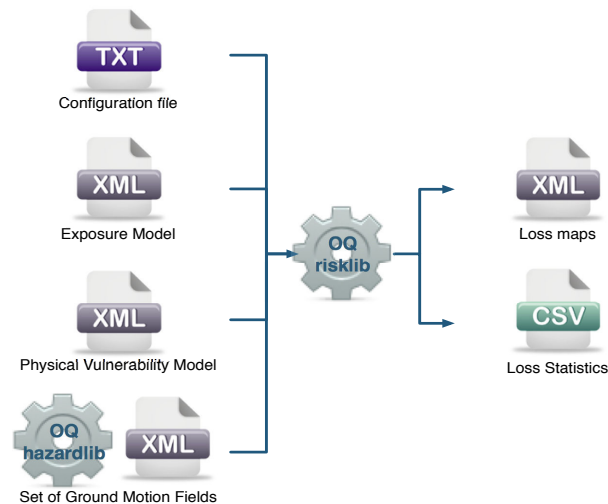 TXT
Configuration file
XML
Exposure Model
XML
Physical Vulnerability Model
OQ
hazardlib
XML
Set of Ground Motion Fields
OQ
risklib
XML
Loss maps
CSV
Loss Statistics